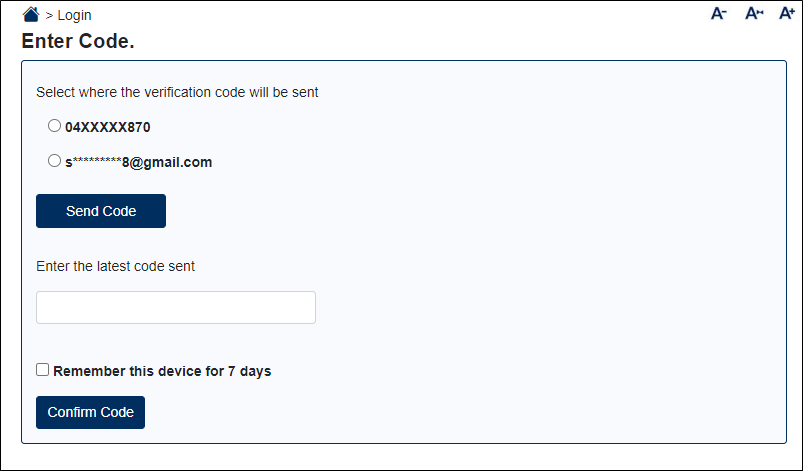 > Login
A- A↔ A+
Enter Code.
Select where the verification code will be sent
04XXXXX870
s*********8@gmail.com
Send Code
Enter the latest code sent
Remember this device for 7 days
Confirm Code